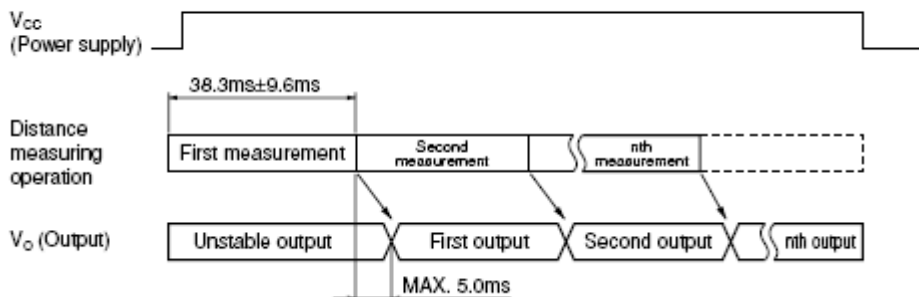 Vcc
(Power supply)
38.3ms±9.6ms
Distance
measuring
operation
First measurement
Second
measurement
nth
measurement
Vo (Output)
Unstable output
First output
Second output
nth output
MAX. 5.0ms